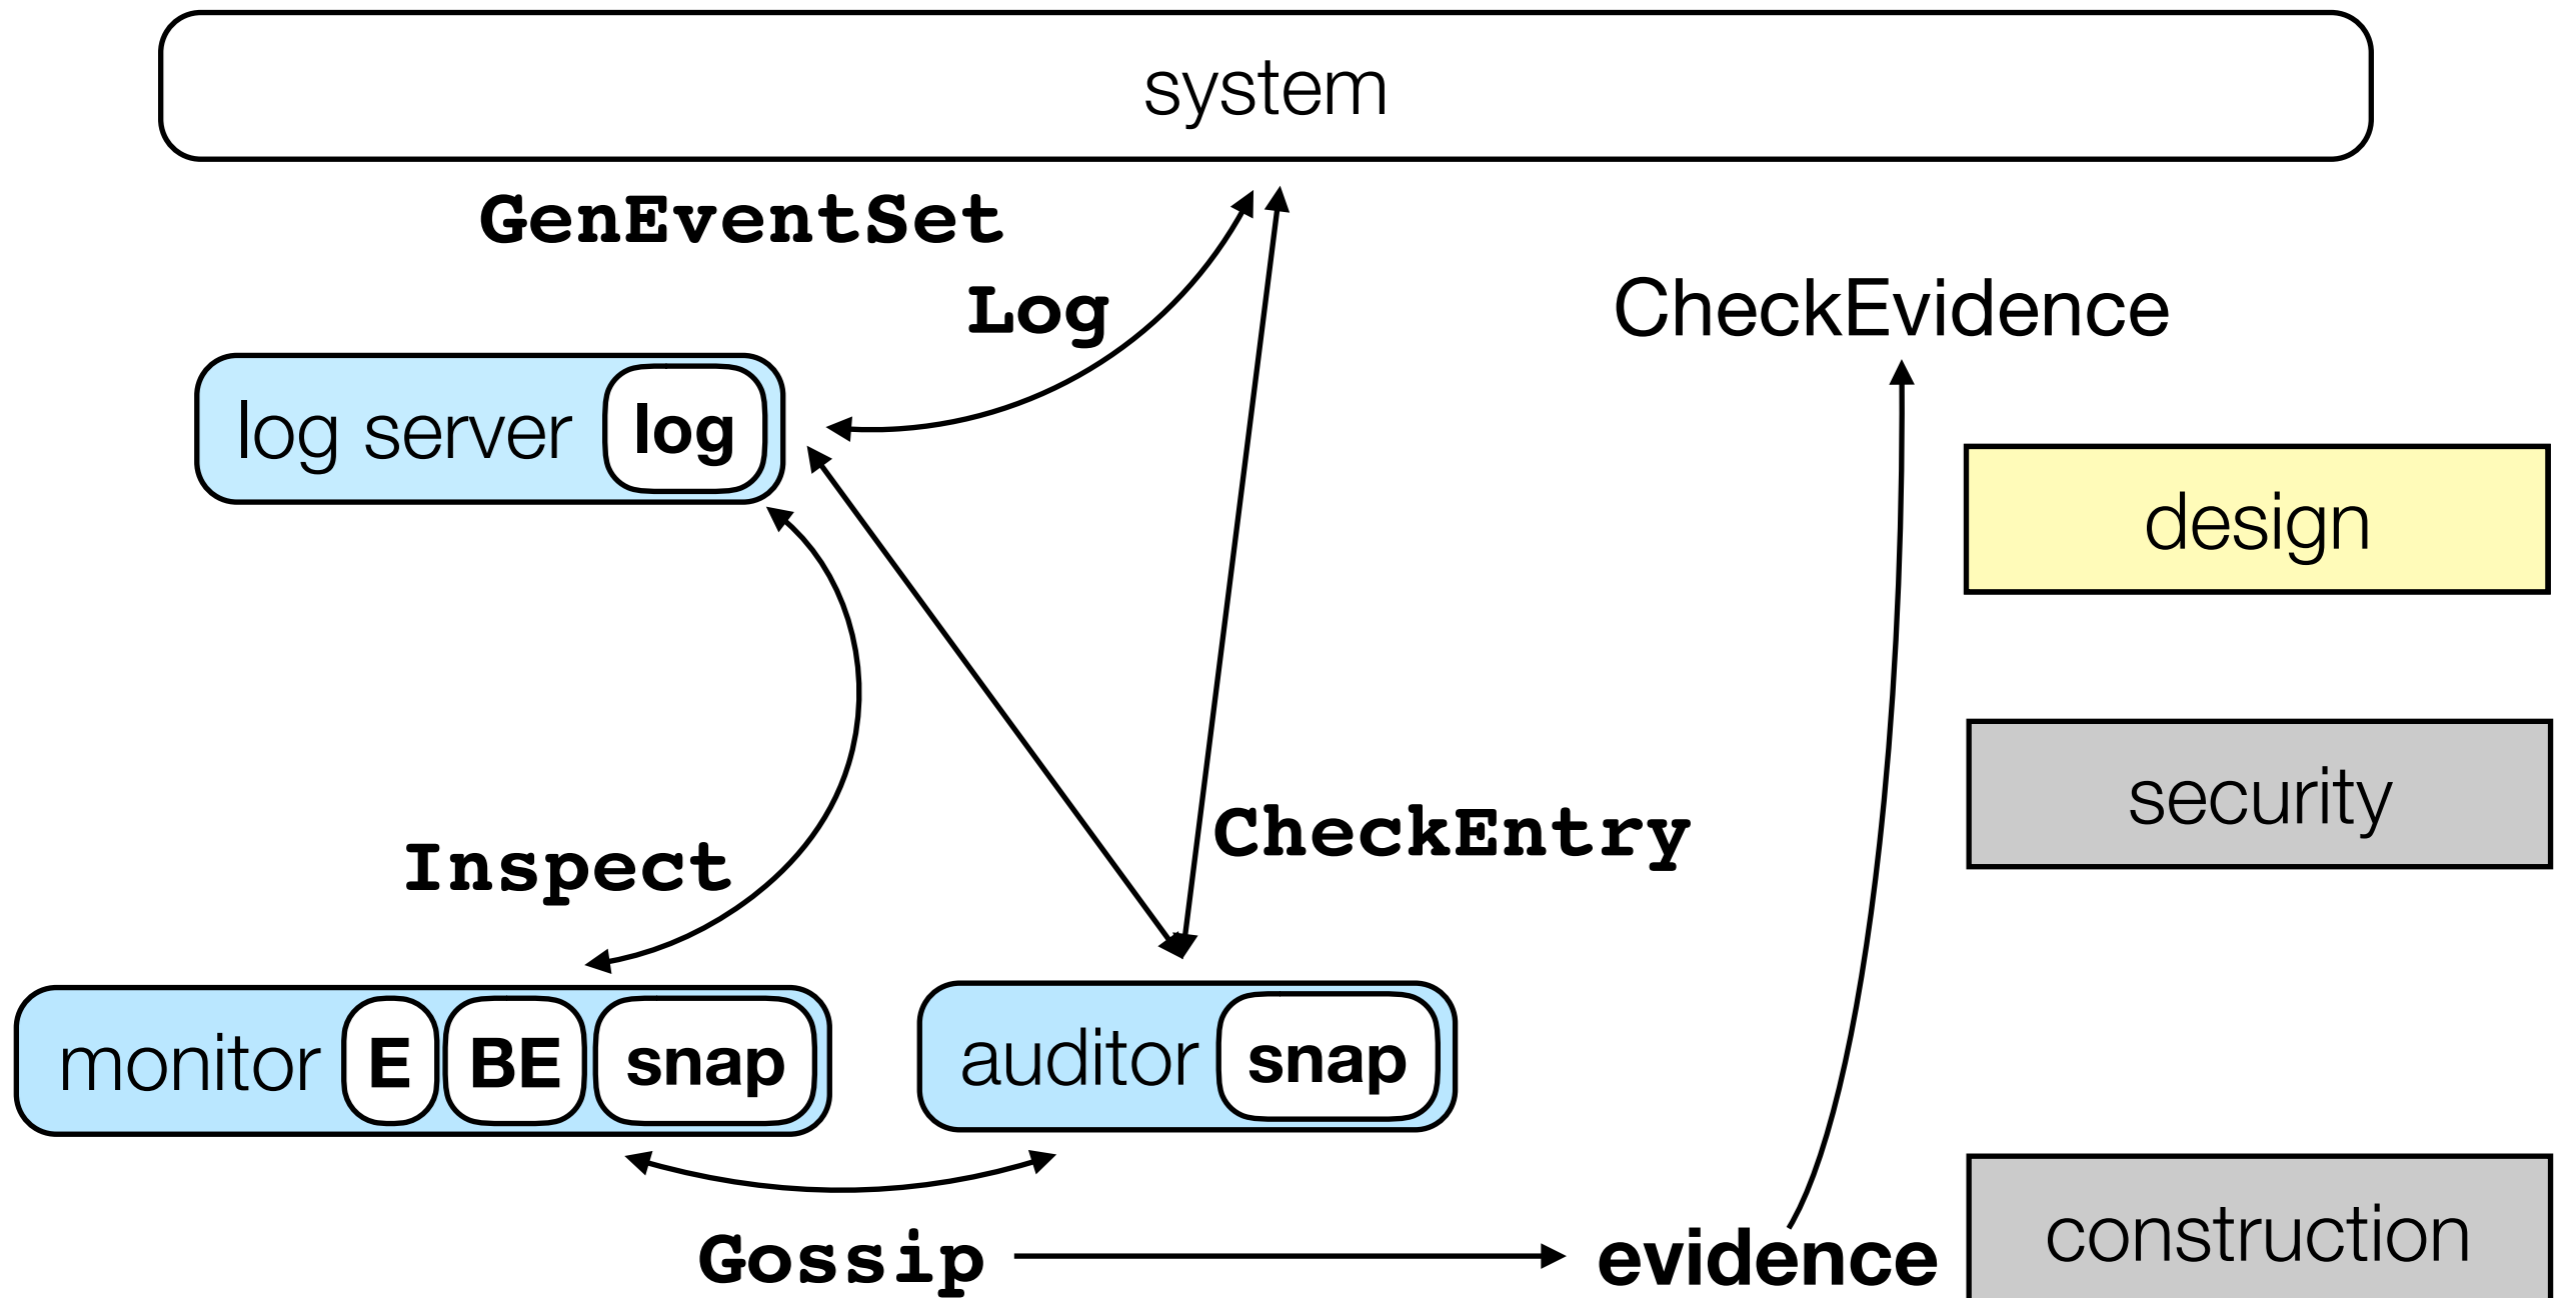 system
GenEventSet
Log
CheckEvidence
log server log
design
security
CheckEntry
Inspect
monitor E BE snap
auditor snap
Gossip
evidence
construction